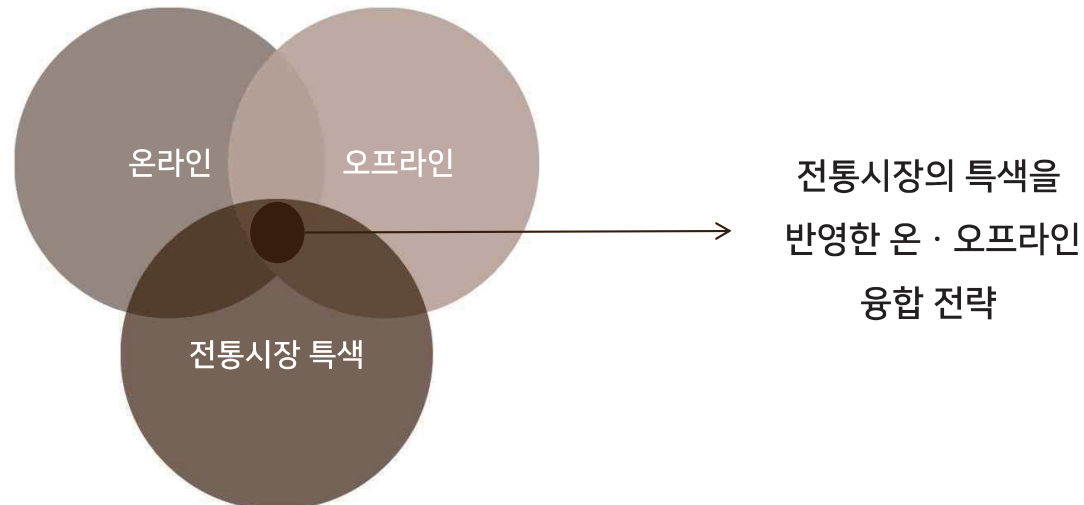 온라인
오프라인
전통시장 특색
전통시장의 특색을
반영한 온 · 오프라인
융합 전략